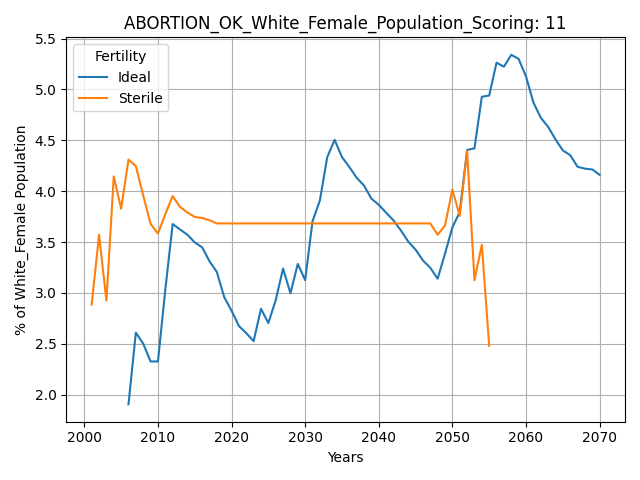 ABORTION_OK_White_Female_Population_Scoring: 11
Fertility
Ideal
Sterile
% of White_Female Population
5.5
5.0
4.5
4.0
3.5
3.0
2.5
2.0
2000 2010 2020 2030 2040 2050 2060 2070
Years